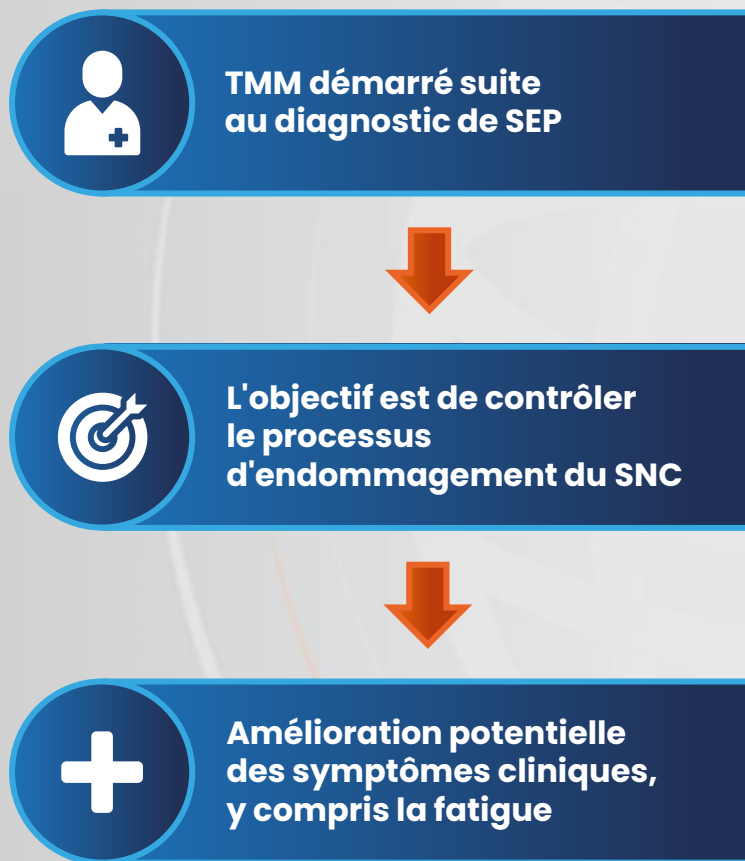 TMM démarré suite
au diagnostic de SEP
L'objectif est de contrôler
le processus
d'endommagement du SNC
Amélioration potentielle
des symptômes cliniques,
y compris la fatigue